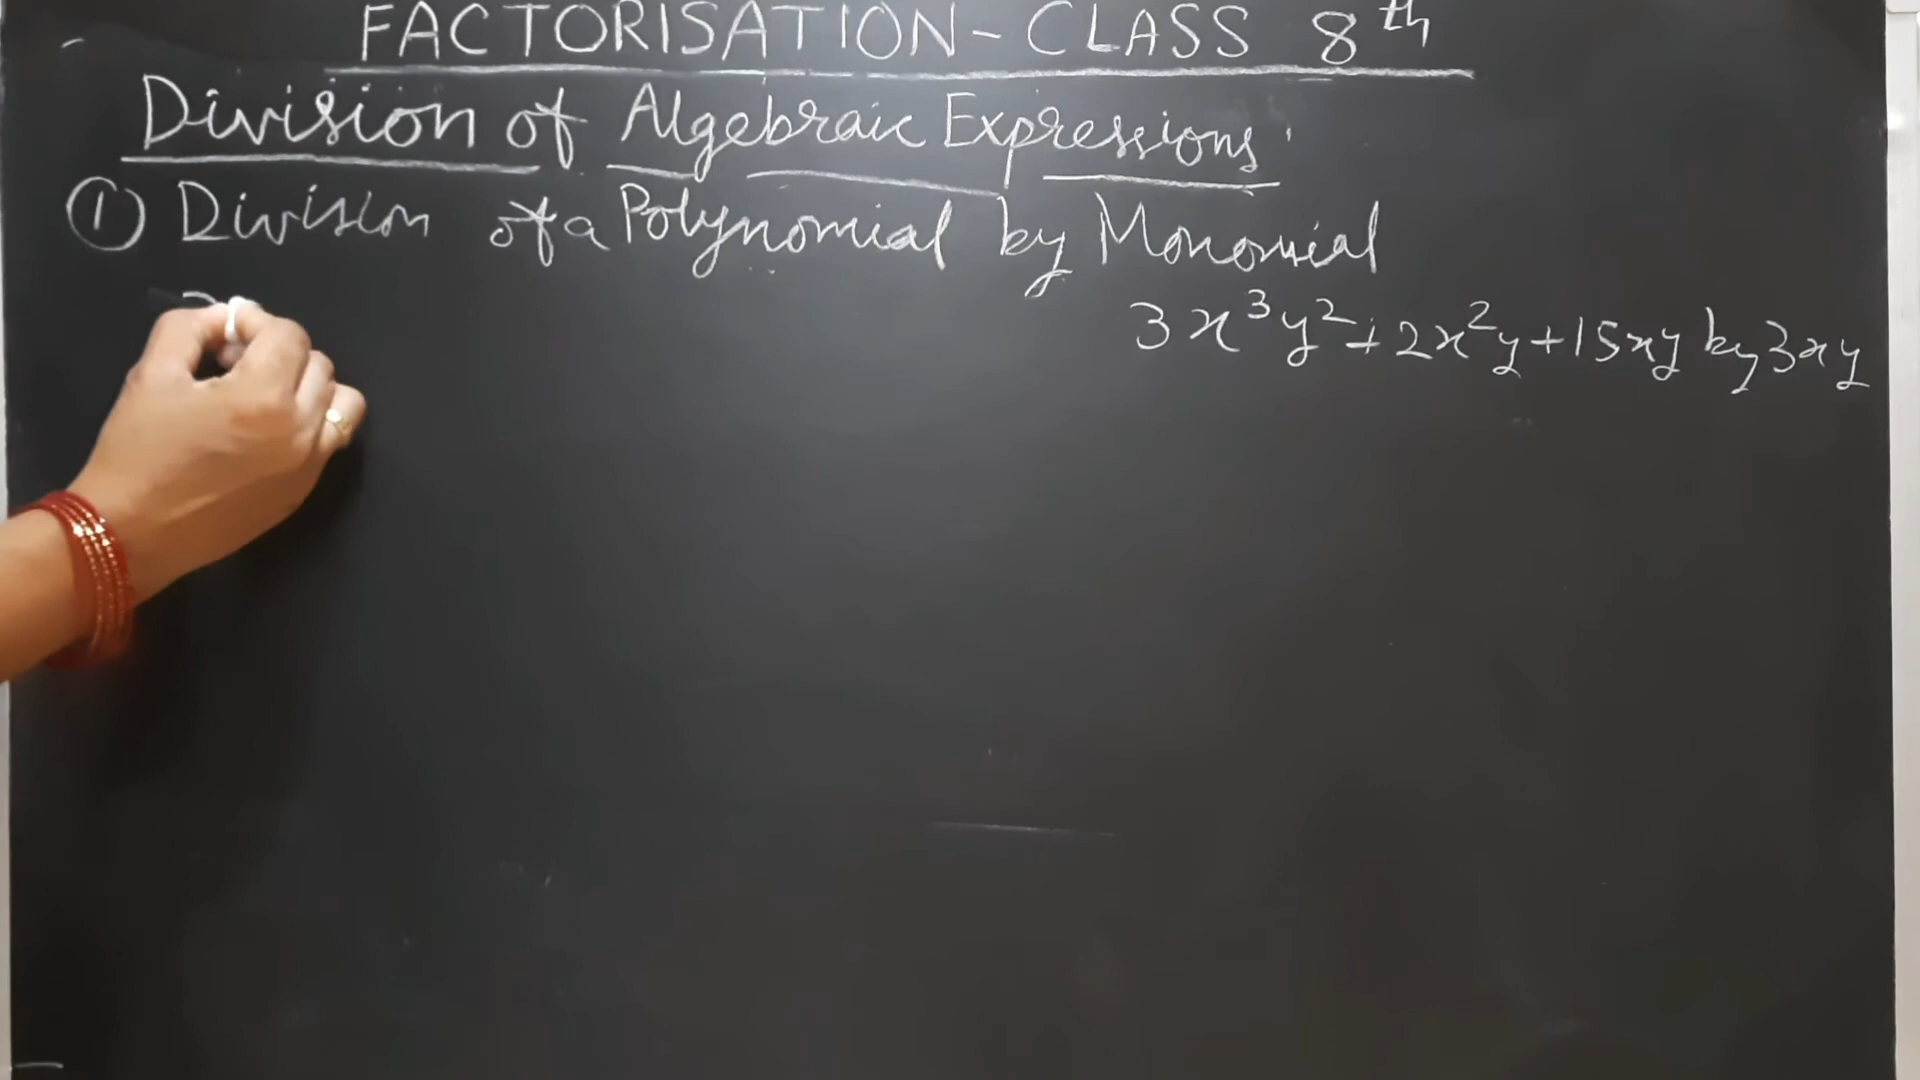 FACTORISATION - CLASS 8th
Division of Algebraic Expressions
① Division of a Polynomial by Monomial
3x³y² + 2x²y + 15xy by 3xy